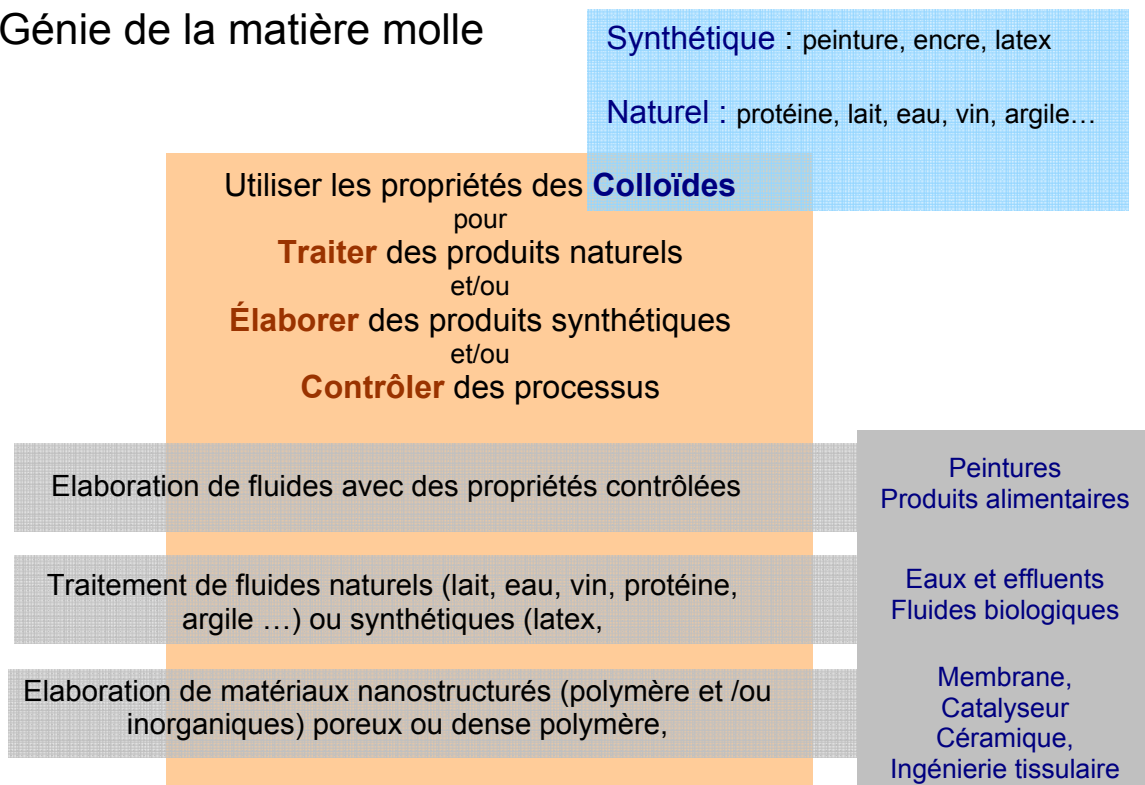 Génie de la matière molle
Synthétique : peinture, encre, latex
Naturel : protéine, lait, eau, vin, argile…
Utiliser les propriétés des Colloïdes
pour
Traiter des produits naturels
et/ou
Élaborer des produits synthétiques
et/ou
Contrôler des processus
Elaboration de fluides avec des propriétés contrôlées
Peintures
Produits alimentaires
Traitement de fluides naturels (lait, eau, vin, protéine,
argile …) ou synthétiques (latex,
Eaux et effluents
Fluides biologiques
Elaboration de matériaux nanostructurés (polymère et /ou
inorganiques) poreux ou dense polymère,
Membrane,
Catalyseur
Céramique,
Ingénierie tissulaire